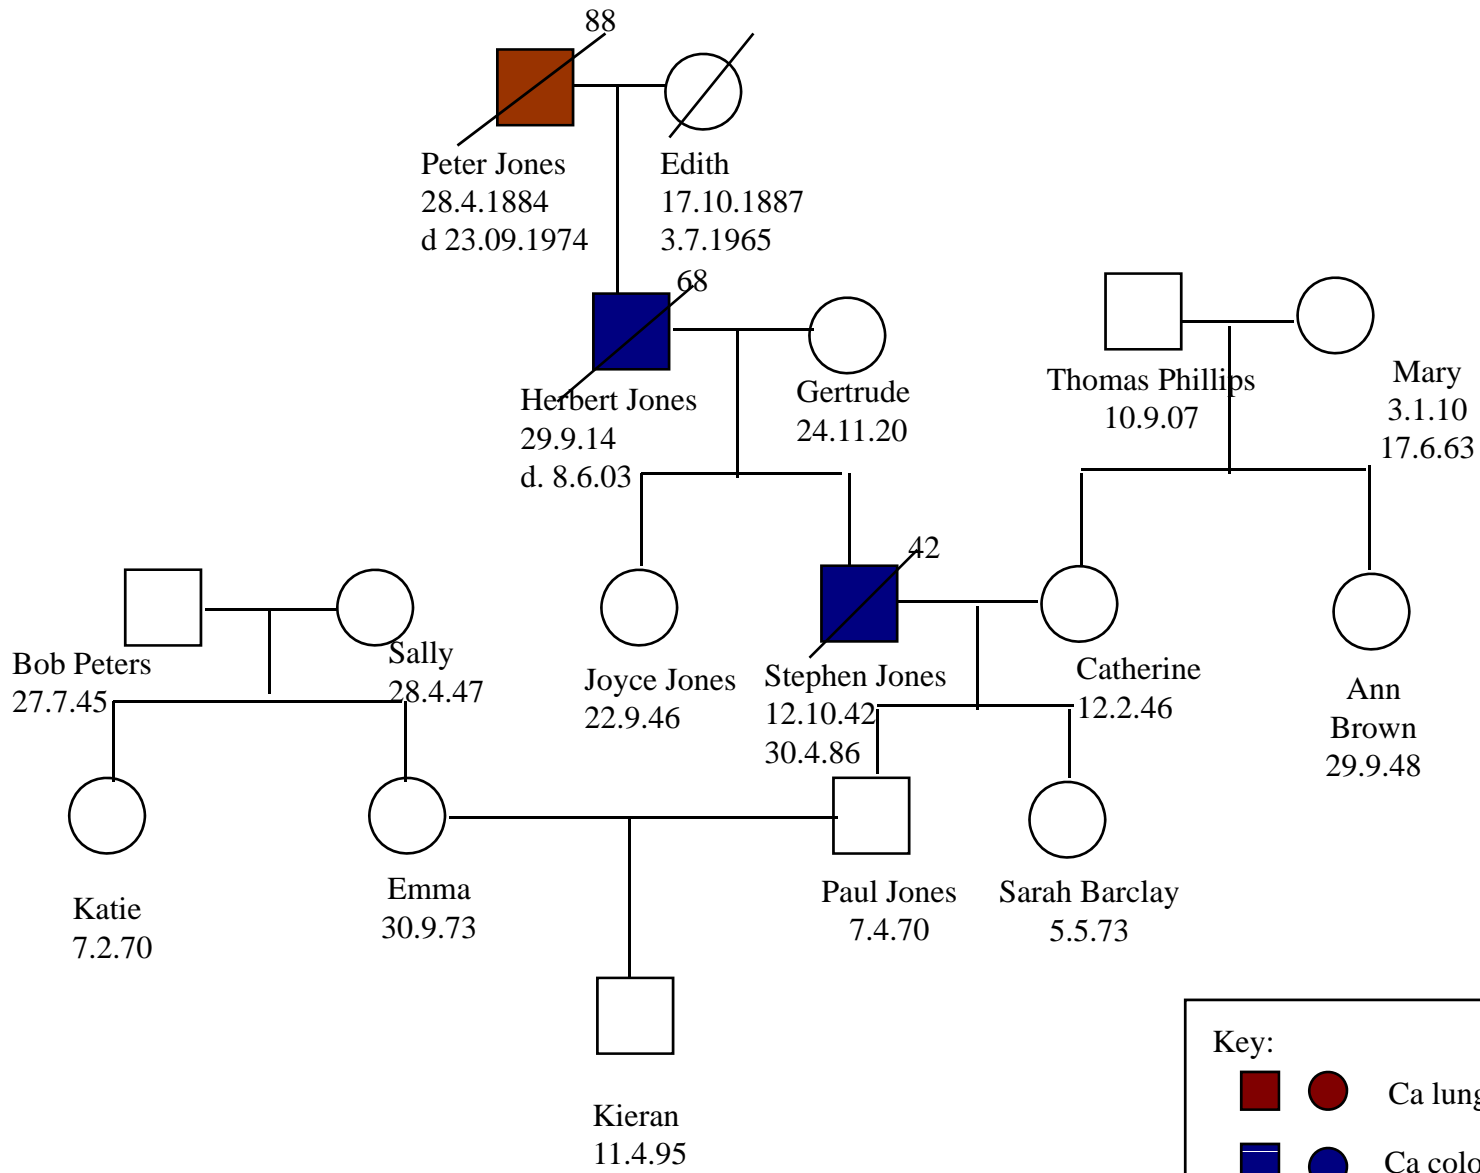 88
Peter Jones
28.4.1884
d 23.09.1974
Edith
17.10.1887
3.7.1965
68
Herbert Jones
29.9.14
d. 8.6.03
Gertrude
24.11.20
Thomas Phillips
10.9.07
Mary
3.1.10
17.6.63
Bob Peters
27.7.45
Sally
28.4.47
Joyce Jones
22.9.46
42
Stephen Jones
12.10.42
30.4.86
Catherine
12.2.46
Ann
Brown
29.9.48
Katie
7.2.70
Emma
30.9.73
Paul Jones
7.4.70
Sarah Barclay
5.5.73
Kieran
11.4.95
Key:
Ca lung
Ca colo